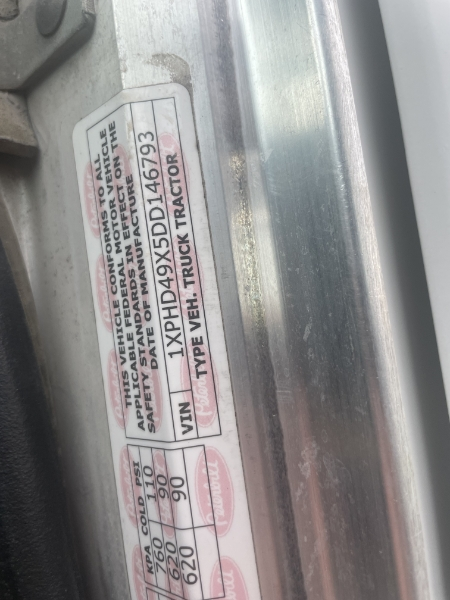 THIS VEHICLE CONFORMS TO ALL
APPLICABLE FEDERAL MOTOR VEHICLE
SAFETY STANDARDS IN EFFECT ON THE
DATE OF MANUFACTURE
VIN 1XPHD49X5DD146793
TYPE VEH. TRUCK TRACTOR
KPA COLD PSI
760 110
620 90
620 90
Peterbilt